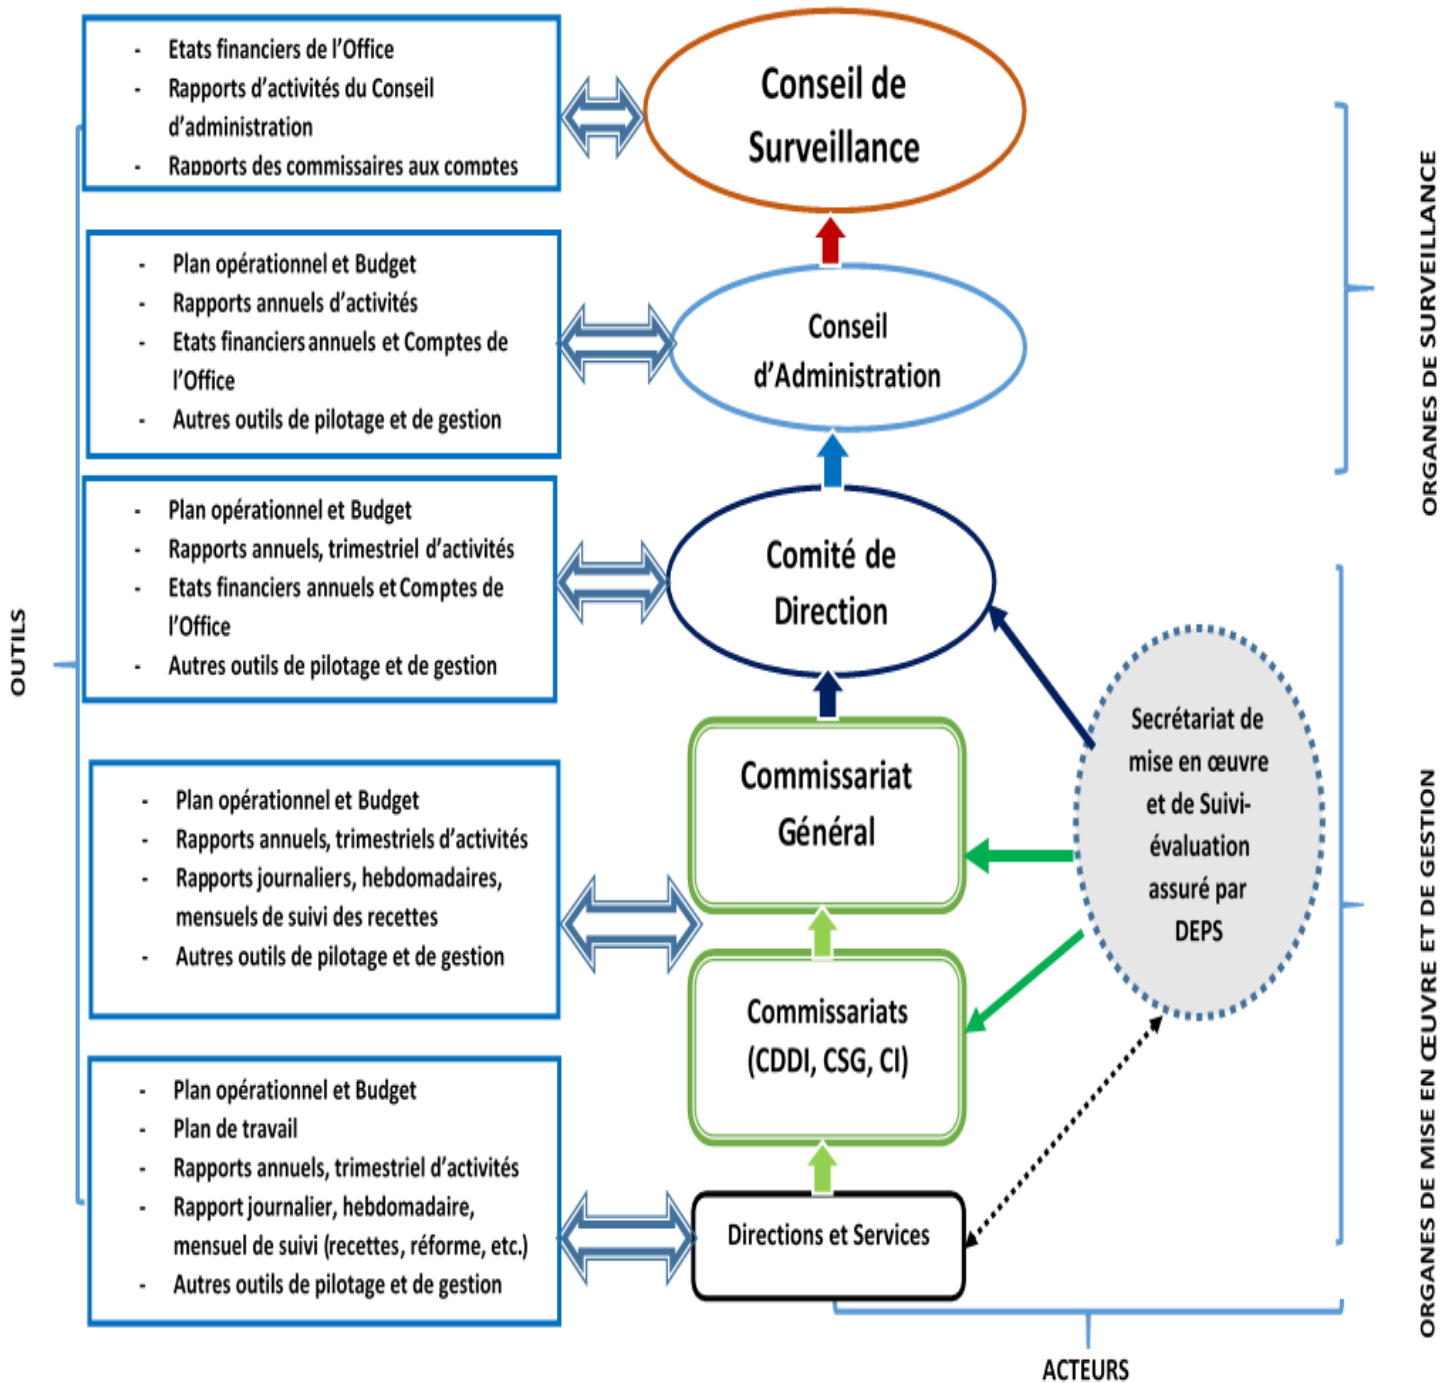 - Etats financiers de l’Office
- Rapports d’activités du Conseil
d’administration
- Rapports des commissaires aux comptes
Conseil de
Surveillance
- Plan opérationnel et Budget
- Rapports annuels d’activités
- Etats financiers annuels et Comptes de
l’Office
- Autres outils de pilotage et de gestion
Conseil
d’Administration
- Plan opérationnel et Budget
- Rapports annuels, trimestriel d’activités
- Etats financiers annuels et Comptes de
l’Office
- Autres outils de pilotage et de gestion
Comité de
Direction
- Plan opérationnel et Budget
- Rapports annuels, trimestriels d’activités
- Rapports journaliers, hebdomadaires,
mensuels de suivi des recettes
- Autres outils de pilotage et de gestion
Commissariat
Général
Commissariats
(CDDI, CSG, CI)
- Plan opérationnel et Budget
- Plan de travail
- Rapports annuels, trimestriel d’activités
- Rapport journalier, hebdomadaire,
mensuel de suivi (recettes, réforme, etc.)
- Autres outils de pilotage et de gestion
Directions et Services
Secrétariat de
mise en œuvre
et de Suivi-
évaluation
assuré par
DEPS
OUTILS
ORGANES DE SURVEILLANCE
ORGANES DE MISE EN ŒUVRE ET DE GESTION
ACTEURS